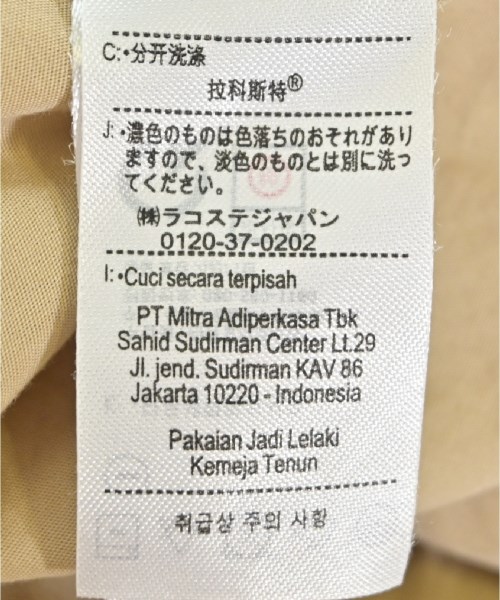 C:•分开洗涤
拉科斯特®
J:•濃色のものは色落ちのおそれがあり
ますので、淡色のものとは別に洗っ
てください。
㈱ラコステジャパン
0120-37-0202
I:•Cuci secara terpisah
PT Mitra Adiperkasa Tbk
Sahid Sudirman Center Lt.29
Jl. jend. Sudirman KAV 86
Jakarta 10220 - Indonesia
Pakaian Jadi Lelaki
Kemeja Tenun
취급상 주의 사항